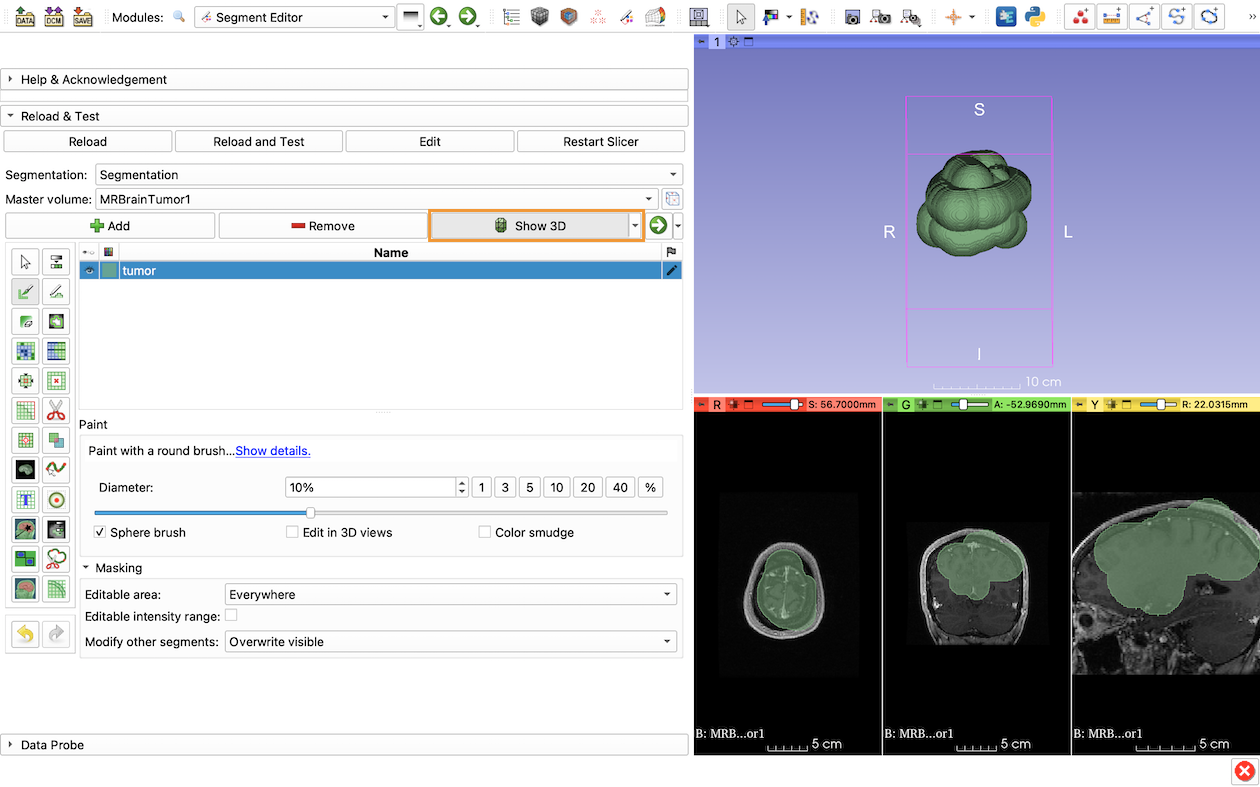 DATA DCM SAVE Modules: Segment Editor »
1
Help & Acknowledgement
Reload & Test
Reload Reload and Test Edit Restart Slicer
Segmentation: Segmentation
Master volume: MRBrainTumor1
Add Remove Show 3D
Name
tumor
Paint
Paint with a round brush...Show details.
Diameter: 10% 1 3 5 10 20 40 %
Sphere brush Edit in 3D views Color smudge
Masking
Editable area: Everywhere
Editable intensity range:
Modify other segments: Overwrite visible
Data Probe
S
R L
I
10 cm
R S: 56.7000mm
B: MRB...or1
5 cm
G A: -52.9690mm
B: MRB...or1
5 cm
Y R: 22.0315mm
B: MRB...or1
5 cm